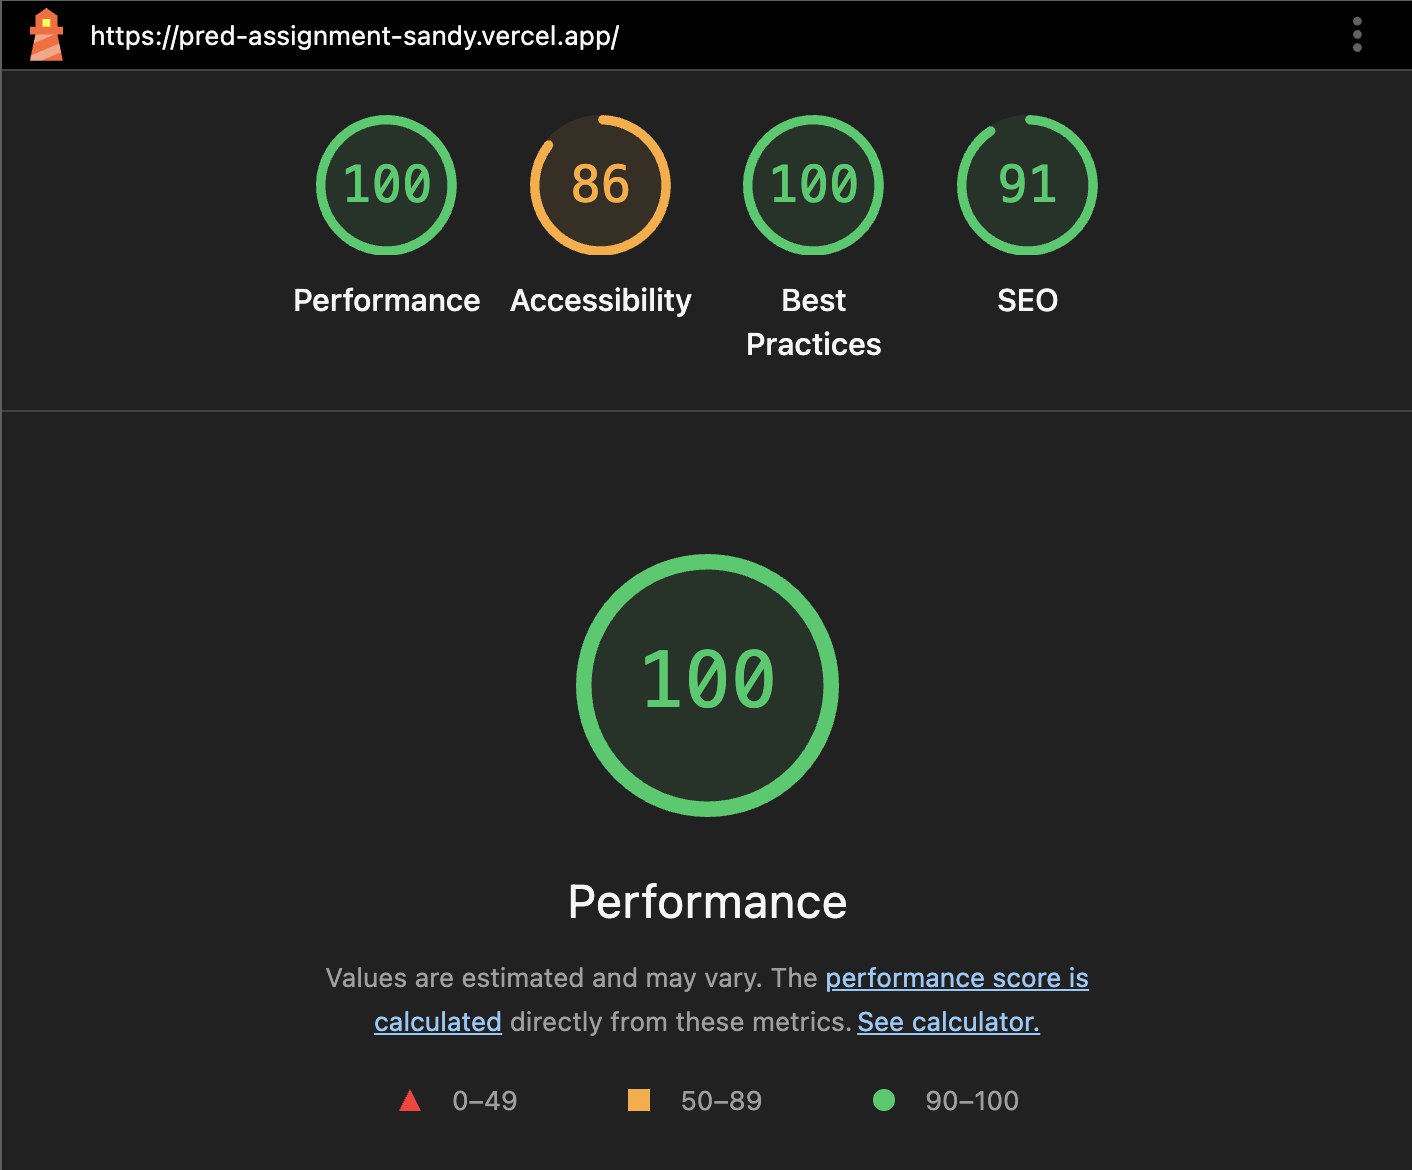 https://pred-assignment-sandy.vercel.app/
100
86
100
91
Performance
Accessibility
Best
Practices
SEO
100
Performance
Values are estimated and may vary. The performance score is
calculated directly from these metrics. See calculator.
0–49
50–89
90–100